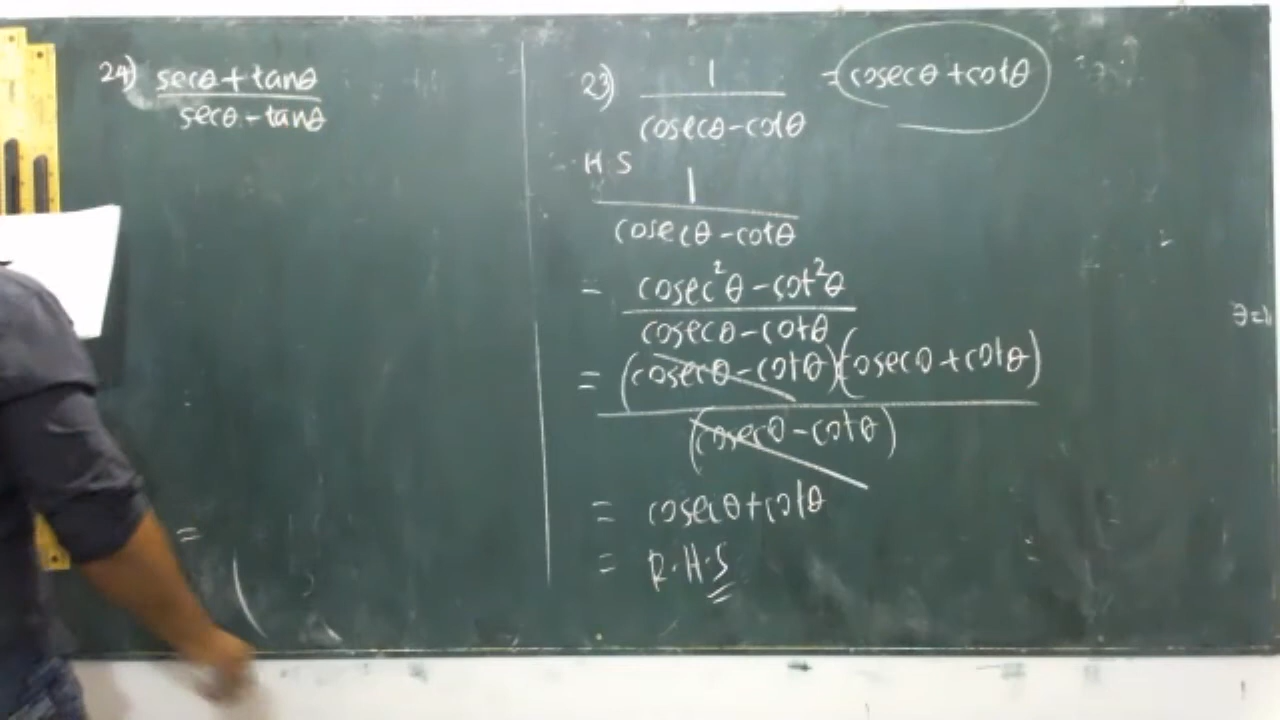 24) secθ + tanθ
secθ - tanθ
=
23) 1 = cosecθ + cotθ
cosecθ - cotθ
H.S
1
cosecθ - cotθ
= cosec²θ - cot²θ
cosecθ - cotθ
= (cosecθ - cotθ)(cosecθ + cotθ)
(cosecθ - cotθ)
= cosecθ + cotθ
= R.H.S